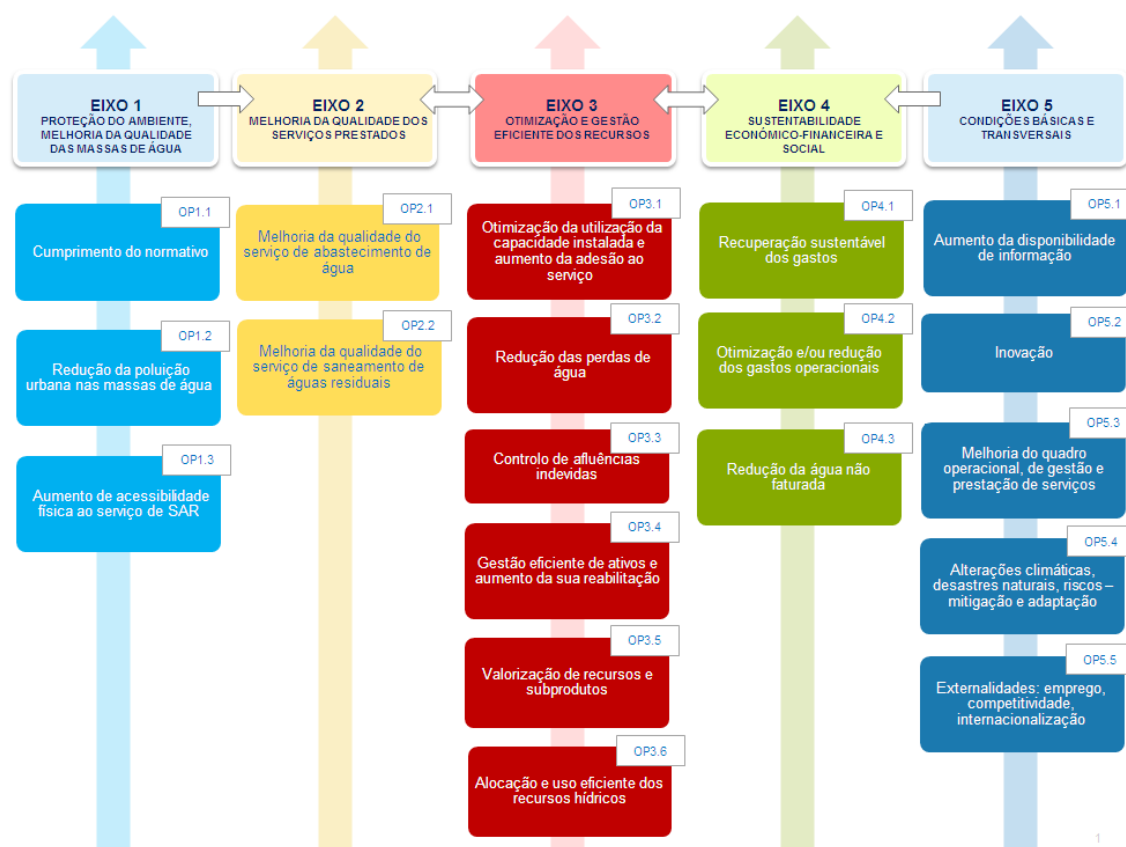 EIXO 1
PROTEÇÃO DO AMBIENTE,
MELHORIA DA QUALIDADE
DAS MASSAS DE ÁGUA
EIXO 2
MELHORIA DA QUALIDADE DOS
SERVIÇOS PRESTADOS
EIXO 3
OTIMIZAÇÃO E GESTÃO
EFICIENTE DOS RECURSOS
EIXO 4
SUSTENTABILIDADE
ECONÓMICO-FINANCEIRA E
SOCIAL
EIXO 5
CONDIÇÕES BÁSICAS E
TRANSVERSAIS
OP1.1
Cumprimento do normativo
OP1.2
Redução da poluição
urbana nas massas de água
OP1.3
Aumento de acessibilidade
física ao serviço de SAR
OP2.1
Melhoria da qualidade do
serviço de abastecimento de
água
OP2.2
Melhoria da qualidade do
serviço de saneamento de
águas residuais
OP3.1
Otimização da utilização da
capacidade instalada e
aumento da adesão ao
serviço
OP3.2
Redução das perdas de
água
OP3.3
Controlo de afluências
indevidas
OP3.4
Gestão eficiente de ativos e
aumento da sua reabilitação
OP3.5
Valorização de recursos e
subprodutos
OP3.6
Alocação e uso eficiente dos
recursos hídricos
OP4.1
Recuperação sustentável
dos gastos
OP4.2
Otimização e/ou redução
dos gastos operacionais
OP4.3
Redução da água não
faturada
OP5.1
Aumento da disponibilidade
de informação
OP5.2
Inovação
OP5.3
Melhoria do quadro
operacional, de gestão e
prestação de serviços
OP5.4
Alterações climáticas,
desastres naturais, riscos –
mitigação e adaptação
OP5.5
Externalidades: emprego,
competitividade,
internacionalização
1